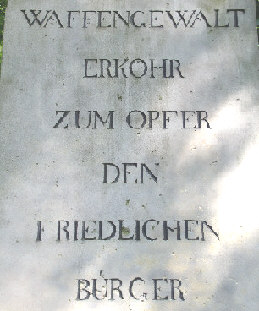 WAFFENGEWALT
ERKOHR
ZUM OPFER
DEN
FRIEDLICHEN
BÜRGER